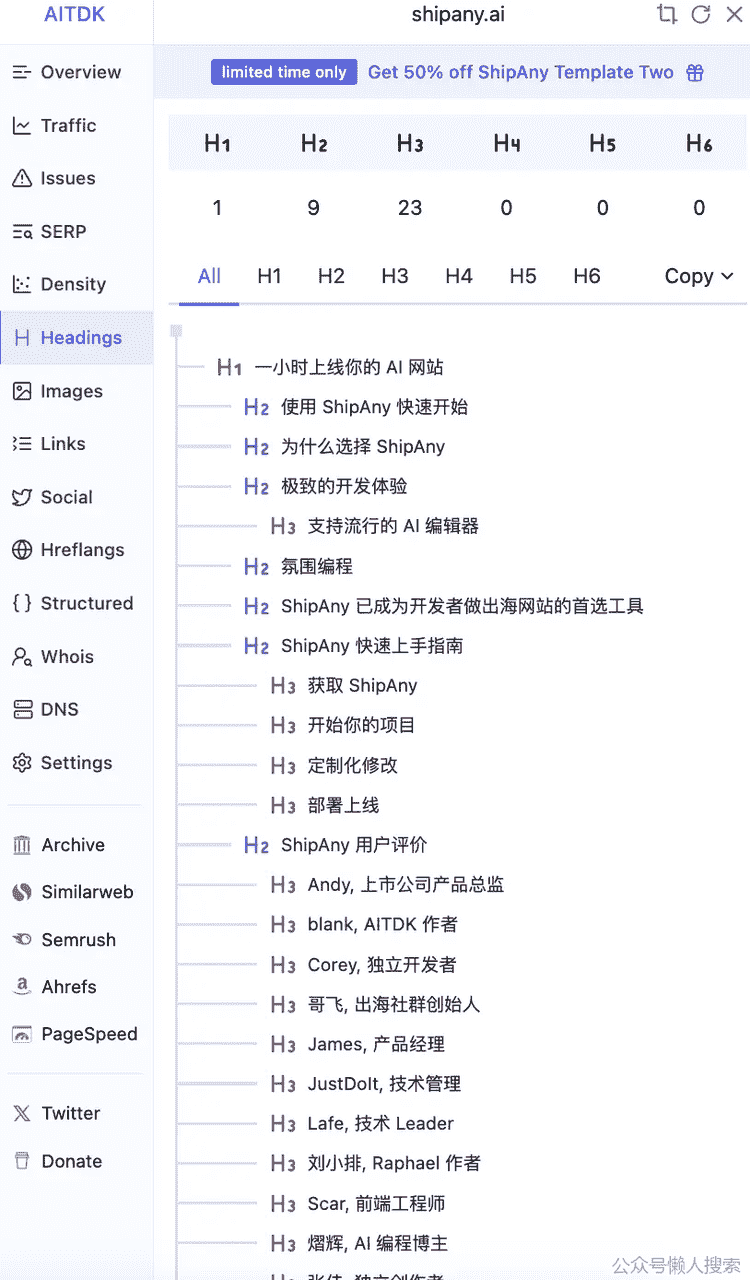 AITDK
shipany.ai
limited time only Get 50% off ShipAny Template Two
Overview
Traffic
Issues
SERP
Density
Headings
Images
Links
Social
Hreflangs
Structured
Whois
DNS
Settings
Archive
Similarweb
Semrush
Ahrefs
PageSpeed
Twitter
Donate
H1 H2 H3 H4 H5 H6
1 9 23 0 0 0
All H1 H2 H3 H4 H5 H6 Copy
H1 一小时上线你的 AI 网站
H2 使用 ShipAny 快速开始
H2 为什么选择 ShipAny
H2 极致的开发体验
H3 支持流行的 AI 编辑器
H2 氛围编程
H2 ShipAny 已成为开发者做出海网站的首选工具
H2 ShipAny 快速上手指南
H3 获取 ShipAny
H3 开始你的项目
H3 定制化修改
H3 部署上线
H2 ShipAny 用户评价
H3 Andy, 上市公司产品总监
H3 blank, AITDK 作者
H3 Corey, 独立开发者
H3 哥飞, 出海社群创始人
H3 James, 产品经理
H3 JustDoIt, 技术管理
H3 Lafe, 技术 Leader
H3 刘小排, Raphael 作者
H3 Scar, 前端工程师
H3 熠辉, AI 编程博主
公众号懒人搜索